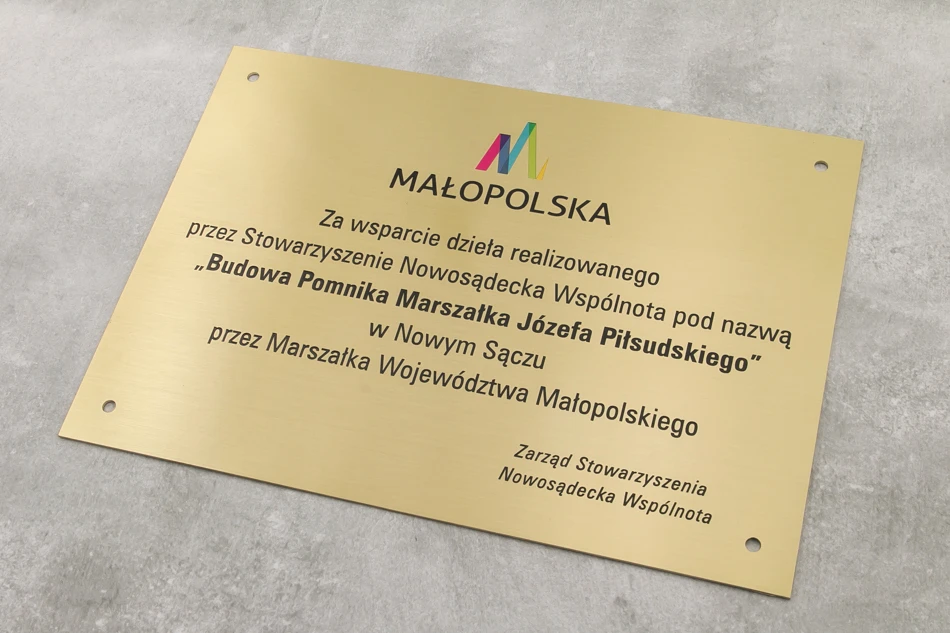 MAŁOPOLSKA
Za wsparcie dzieła realizowanego
przez Stowarzyszenie Nowosądecka Wspólnota pod nazwą
„Budowa Pomnika Marszałka Józefa Piłsudskiego”
w Nowym Sączu
przez Marszałka Województwa Małopolskiego
Zarząd Stowarzyszenia
Nowosądecka Wspólnota